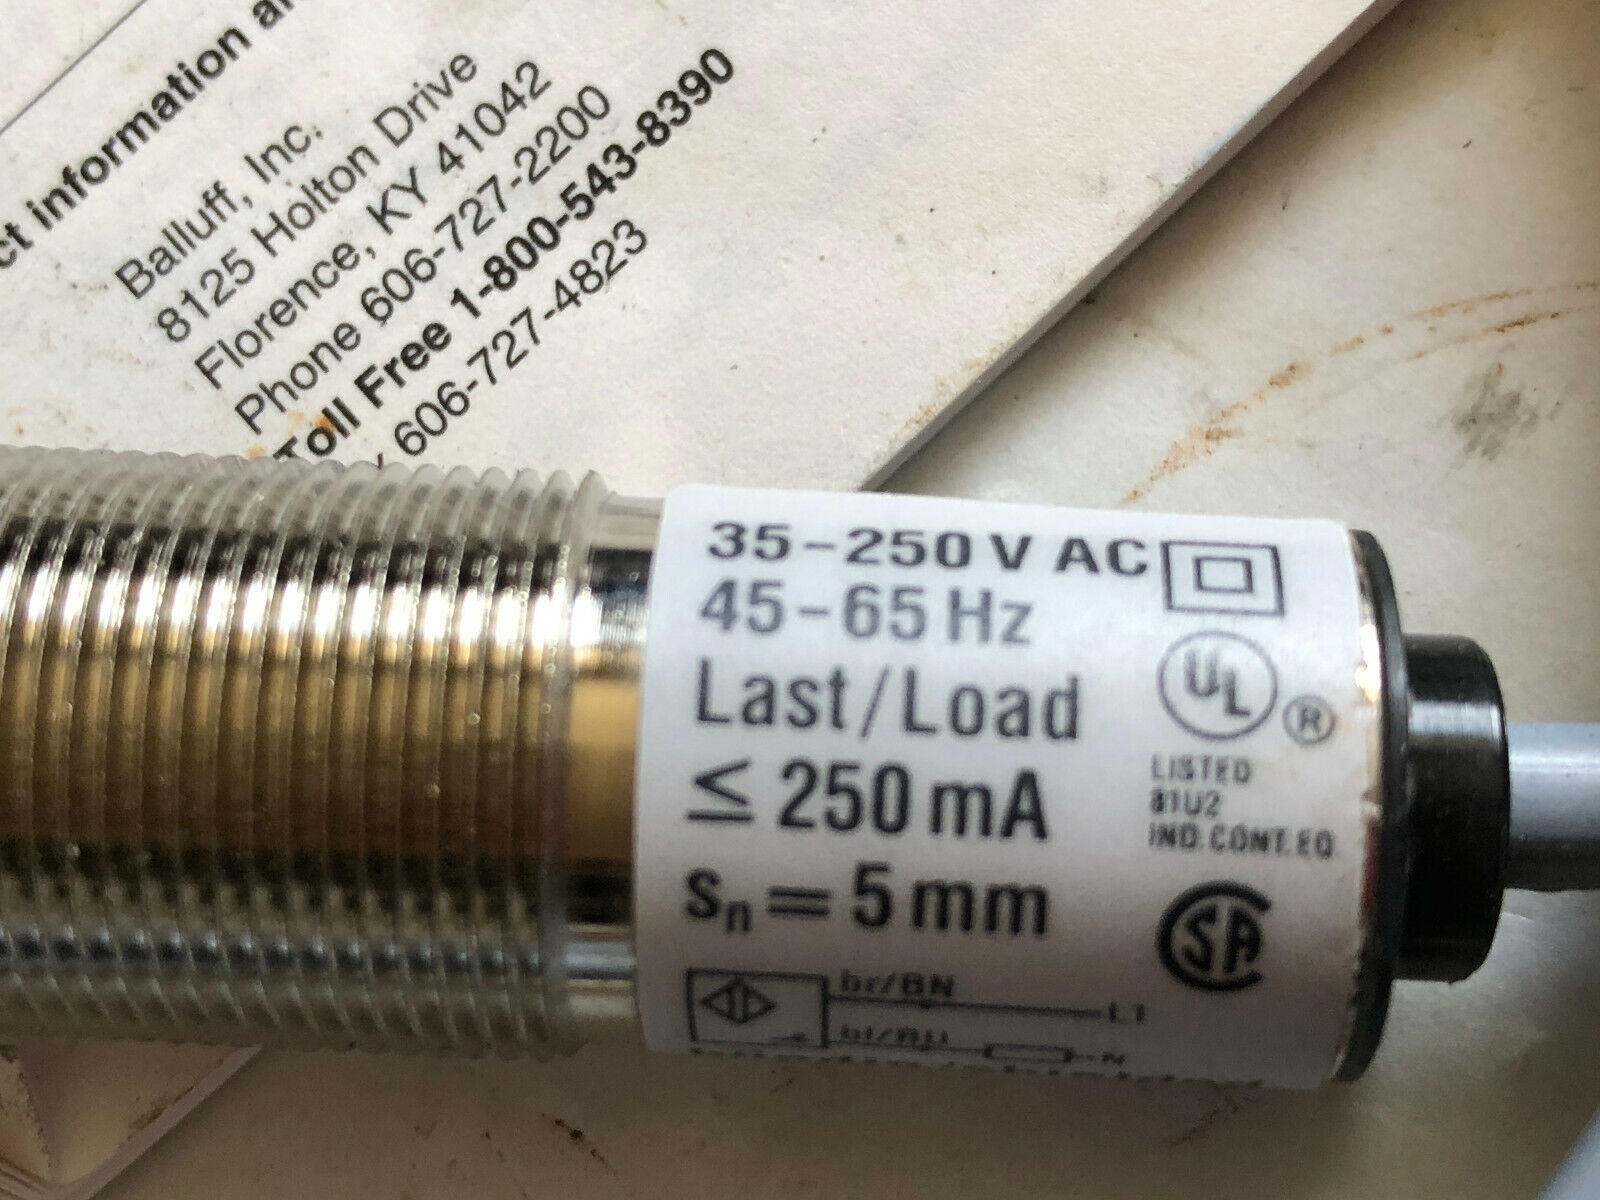 ct information a
Balluff, Inc.
8125 Holton Drive
Florence, KY 41042
Phone 606-727-2200
Toll Free 1-800-543-8390
606-727-4823
35-250 V AC
45-65 Hz
Last/Load
≤ 250 mA
sn = 5 mm
UL ®
LISTED
81U2
IND. CONT. EQ.
CSA
br/BN
L1
bl/BU
N